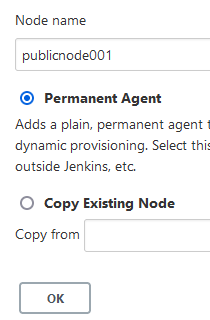 Node name
publicnode001
Permanent Agent
Adds a plain, permanent agent
dynamic provisioning. Select this
outside Jenkins, etc.
Copy Existing Node
Copy from
OK